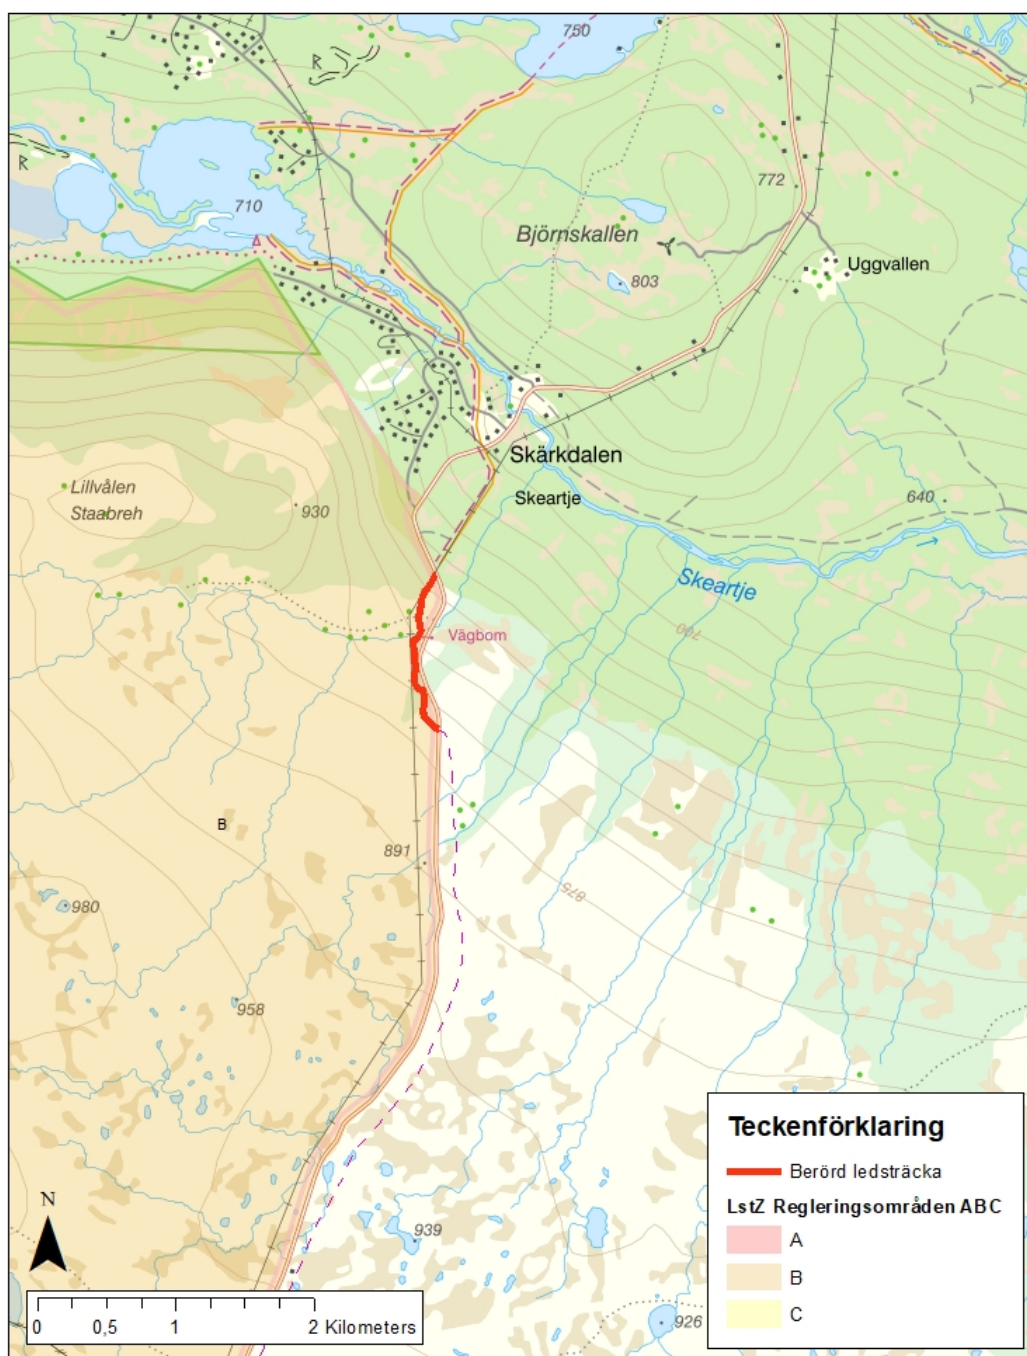 750
R
R
772
710
Björnskallen
Uggvallen
803
Skärkdalen
Skeartje
640
Lillvålen
Staabreh
930
Skeartje
700
Vägbom
B
891
975
980
958
939
926
N
0 0,5 1 2 Kilometers
Teckenförklaring
Berörd ledsträcka
LstZ Regleringsområden ABC
A
B
C